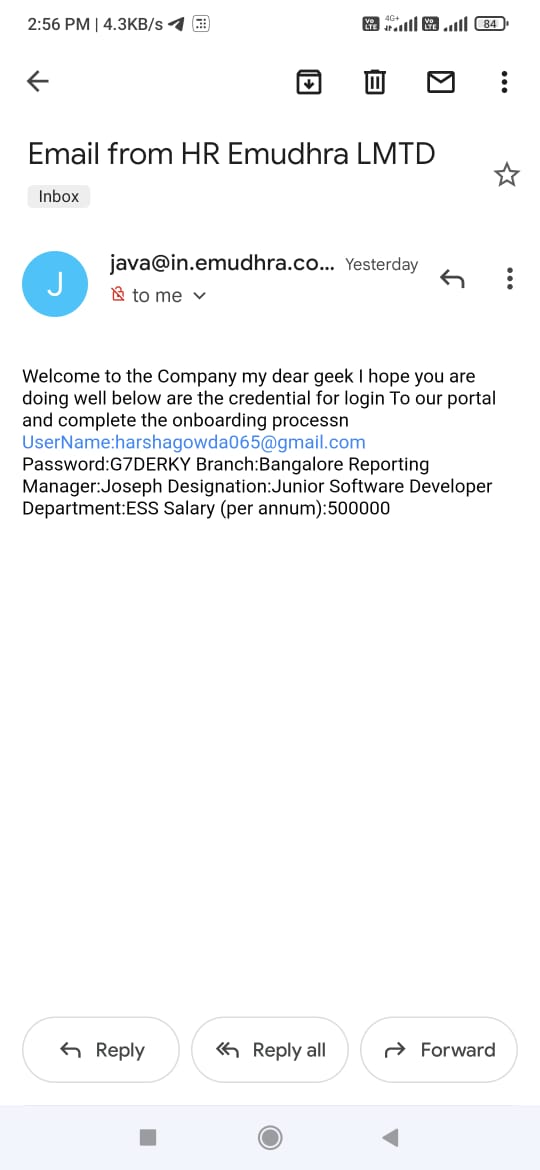 2:56 PM | 4.3KB/s
Vo LTE 4G+ Vo LTE 84
Email from HR Emudhra LMTD
Inbox
J
java@in.emudhra.co... Yesterday
to me
Welcome to the Company my dear geek I hope you are
doing well below are the credential for login To our portal
and complete the onboarding processn
UserName:harshagowda065@gmail.com
Password:G7DERKY Branch:Bangalore Reporting
Manager:Joseph Designation:Junior Software Developer
Department:ESS Salary (per annum):500000
Reply Reply all Forward